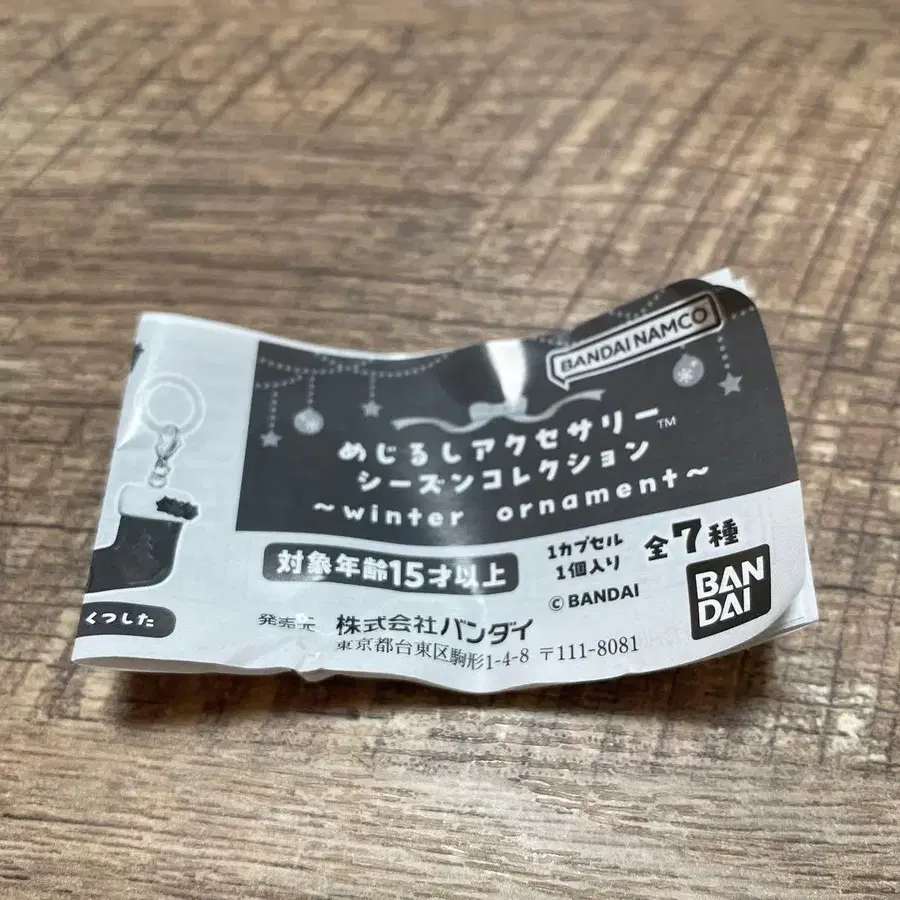 BANDAI NAMCO
めじるしアクセサリー™
シーズンコレクション
～winter ornament～
対象年齢15才以上
1カプセル
1個入り
全7種
©BANDAI
BAN
DAI
くつした
発売元 株式会社バンダイ
東京都台東区駒形1-4-8 〒111-8081